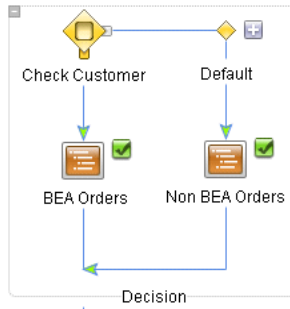 Check Customer
Default
BEA Orders
Non BEA Orders
Decision